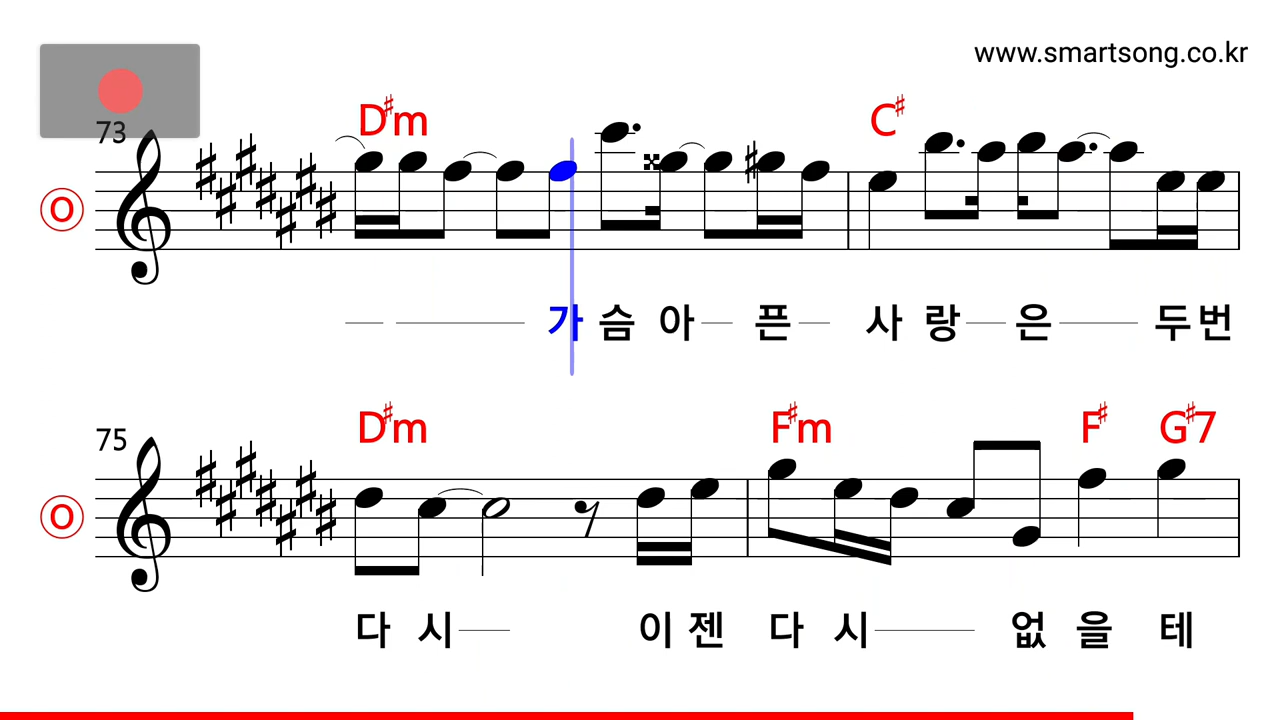 www.smartsong.co.kr
D♯m C♯
73
O
가 슴 아 픈 사 랑 은 두 번
D♯m F♯m F♯ G♯7
75
O
다 시 이 젠 다 시 없 을 테